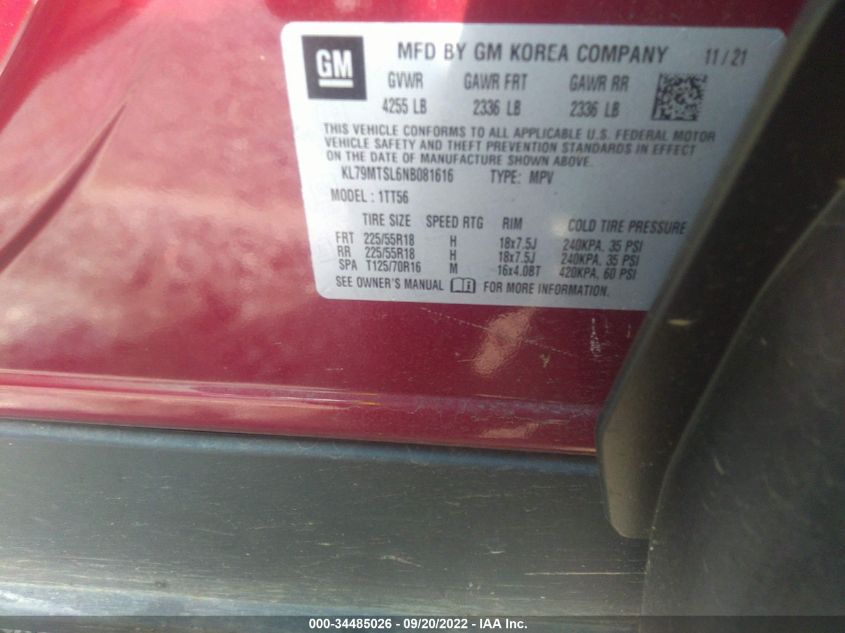 GM
MFD BY GM KOREA COMPANY 11/21
GVWR GAWR FRT GAWR RR
4255 LB 2336 LB 2336 LB
THIS VEHICLE CONFORMS TO ALL APPLICABLE U.S. FEDERAL MOTOR
VEHICLE SAFETY AND THEFT PREVENTION STANDARDS IN EFFECT
ON THE DATE OF MANUFACTURE SHOWN ABOVE.
KL79MTSL6NB081616 TYPE: MPV
MODEL : 1TT56
TIRE SIZE SPEED RTG RIM COLD TIRE PRESSURE
FRT 225/55R18 H 18x7.5J 240KPA, 35 PSI
RR 225/55R18 H 18x7.5J 240KPA, 35 PSI
SPA T125/70R16 M 16x4.0BT 420KPA, 60 PSI
SEE OWNER'S MANUAL FOR MORE INFORMATION.
000-34485026 - 09/20/2022 - IAA Inc.